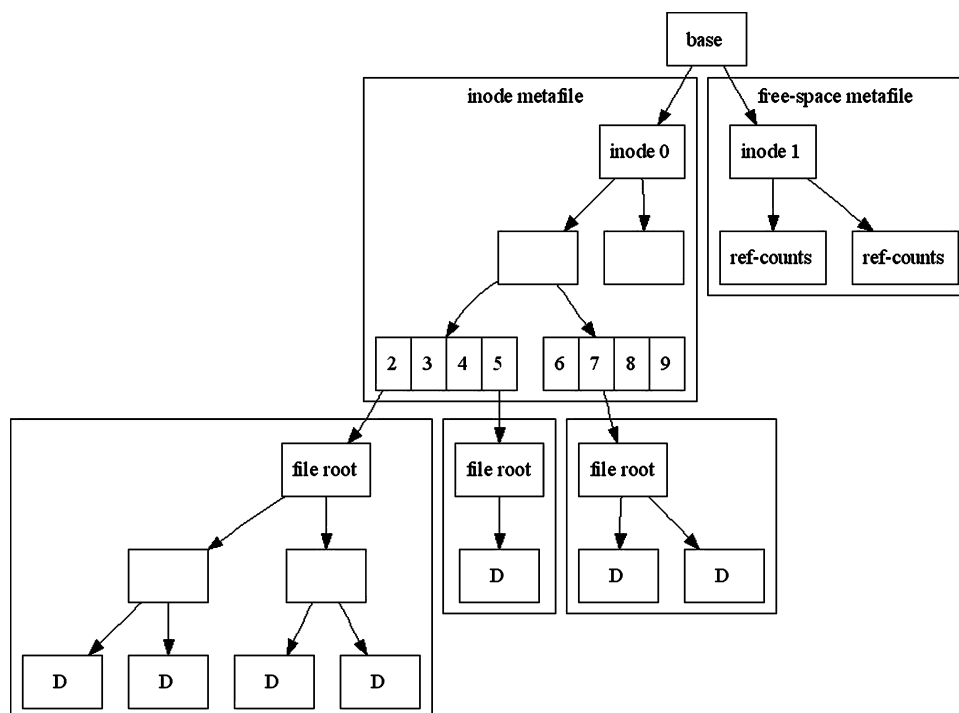 base
inode metafile
free-space metafile
inode 0
inode 1
ref-counts
ref-counts
2 3 4 5
6 7 8 9
file root
file root
file root
D
D
D
D
D
D
D